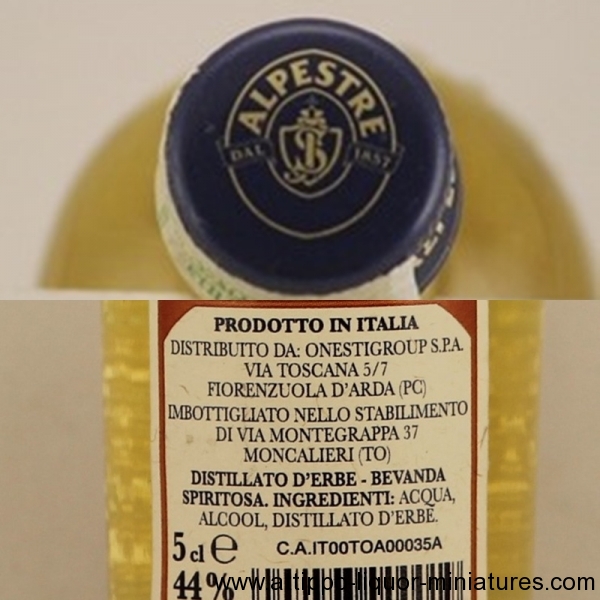 ALPESTRE
DAL 1857
PRODOTTO IN ITALIA
DISTRIBUITO DA: ONESTIGROUP S.P.A.
VIA TOSCANA 5/7
FIORENZUOLA D'ARDA (PC)
IMBOTTIGLIATO NELLO STABILIMENTO
DI VIA MONTEGRAPPA 37
MONCALIERI (TO)
DISTILLATO D'ERBE - BEVANDA
SPIRITOSA. INGREDIENTI: ACQUA,
ALCOOL, DISTILLATO D'ERBE.
5 cl ℮ C.A.IT00TOA00035A
44%